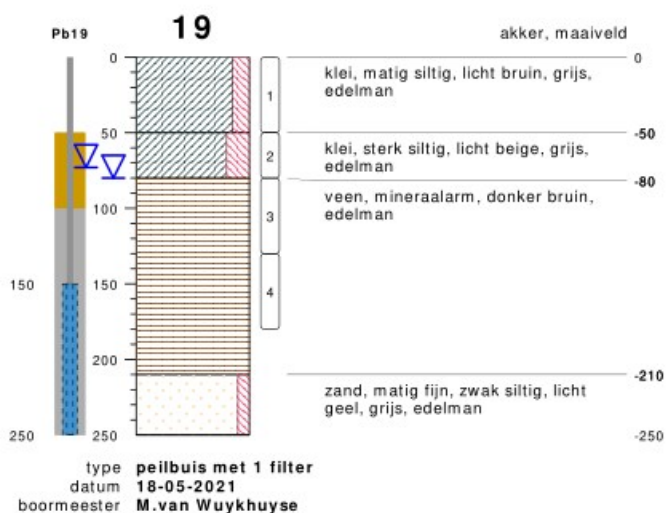 Pb19
19
akker, maaiveld
0
0
klei, matig siltig, licht bruin, grijs,
edelman
1
50
-50
klei, sterk siltig, licht beige, grijs,
edelman
2
-80
veen, mineraalarm, donker bruin,
edelman
100
3
150
150
4
200
-210
zand, matig fijn, zwak siltig, licht
geel, grijs, edelman
250
250
-250
type peilbuis met 1 filter
datum 18-05-2021
boormeester M.van Wuykhuyse